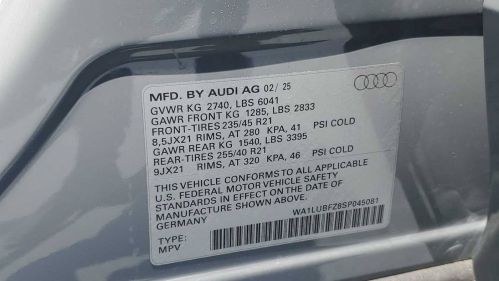 MFD. BY AUDI AG 02/25
GVWR KG 2740, LBS 6041
GAWR FRONT KG 1285, LBS 2833
FRONT-TIRES 235/45 R21
8,5JX21 RIMS, AT 280 KPA, 41 PSI COLD
GAWR REAR KG 1540, LBS 3395
REAR-TIRES 255/40 R21
9JX21 RIMS, AT 320 KPA, 46 PSI COLD
THIS VEHICLE CONFORMS TO ALL APPLICABLE
U.S. FEDERAL MOTOR VEHICLE SAFETY
STANDARDS IN EFFECT ON THE DATE OF
MANUFACTURE SHOWN ABOVE.
GERMANY WA1LUBFZ8SP045081
TYPE:
MPV